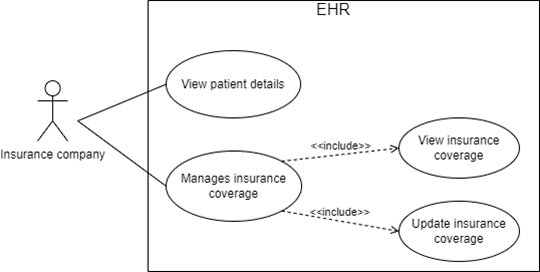 EHR
View patient details
Insurance company
Manages insurance
coverage
<<include>>
View insurance
coverage
<<include>>
Update insurance
coverage